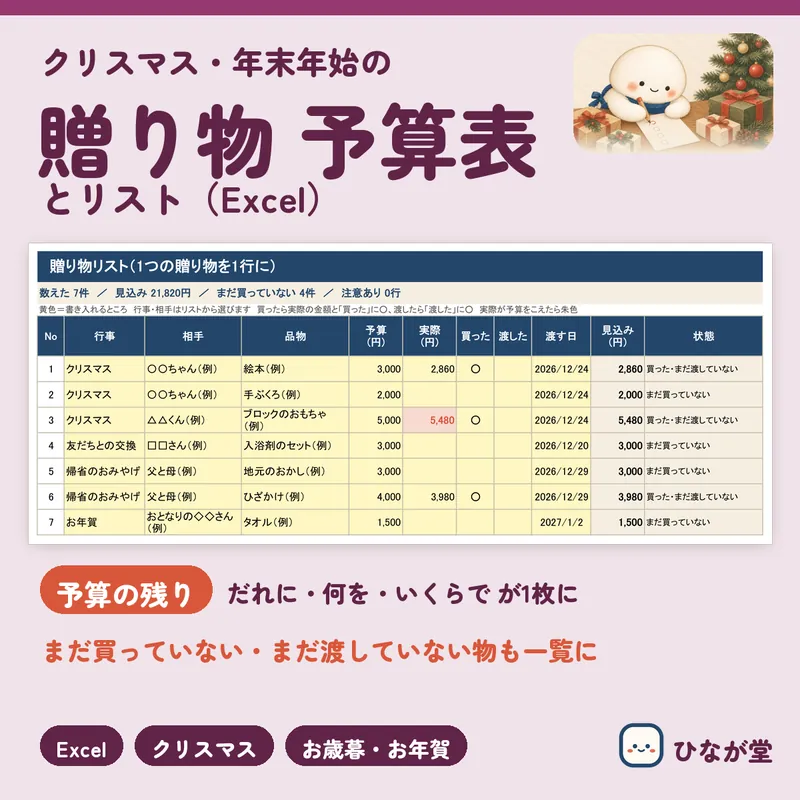 クリスマス・年末年始の
贈り物 予算表
とリスト（Excel）
贈り物リスト（1つの贈り物を1行に）
数えた 7件 ／ 見込み 21,820円 ／ まだ買っていない 4件 ／ 注意あり 0行
黄色＝書き入れるところ 行事・相手はリストから選びます 買ったら実際の金額と「買った」に〇、渡したら「渡した」に〇 実際が予算をこえたら朱色
No 行事 相手 品物 予算（円） 実際（円） 買った 渡した 渡す日 見込み（円） 状態
1 クリスマス 〇〇ちゃん（例） 絵本（例） 3,000 2,860 〇 2026/12/24 2,860 買った・まだ渡していない
2 クリスマス 〇〇ちゃん（例） 手ぶくろ（例） 2,000 2026/12/24 2,000 まだ買っていない
3 クリスマス △△くん（例） ブロックのおもちゃ（例） 5,000 5,480 〇 2026/12/24 5,480 買った・まだ渡していない
4 友だちとの交換 □□さん（例） 入浴剤のセット（例） 3,000 2026/12/20 3,000 まだ買っていない
5 帰省のおみやげ 父と母（例） 地元のおかし（例） 3,000 2026/12/29 3,000 まだ買っていない
6 帰省のおみやげ 父と母（例） ひざかけ（例） 4,000 3,980 〇 2026/12/29 3,980 買った・まだ渡していない
7 お年賀 おとなりの◇◇さん（例） タオル（例） 1,500 2027/1/2 1,500 まだ買っていない
予算の残り だれに・何を・いくらで が1枚に
まだ買っていない・まだ渡していない物も一覧に
Excel クリスマス お歳暮・お年賀 ひなが堂